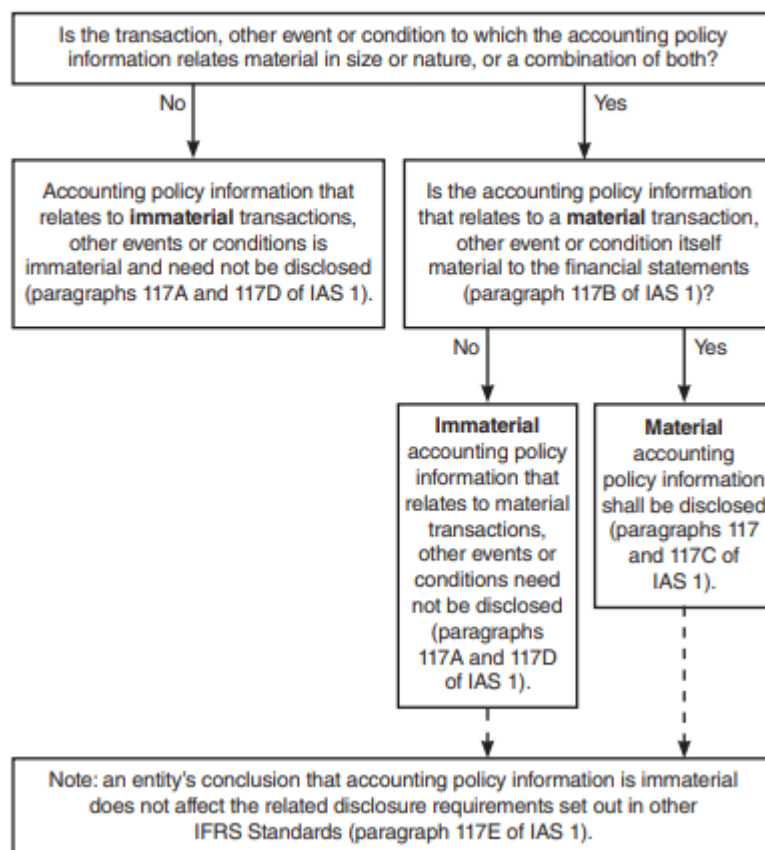 Is the transaction, other event or condition to which the accounting policy
information relates material in size or nature, or a combination of both?
No
Yes
Accounting policy information that
relates to immaterial transactions,
other events or conditions is
immaterial and need not be disclosed
(paragraphs 117A and 117D of IAS 1).
Is the accounting policy information
that relates to a material transaction,
other event or condition itself
material to the financial statements
(paragraph 117B of IAS 1)?
No
Yes
Immaterial
accounting policy
information that
relates to material
transactions,
other events or
conditions need
not be disclosed
(paragraphs
117A and 117D
of IAS 1).
Material
accounting
policy information
shall be disclosed
(paragraphs 117
and 117C of
IAS 1).
Note: an entity's conclusion that accounting policy information is immaterial
does not affect the related disclosure requirements set out in other
IFRS Standards (paragraph 117E of IAS 1).